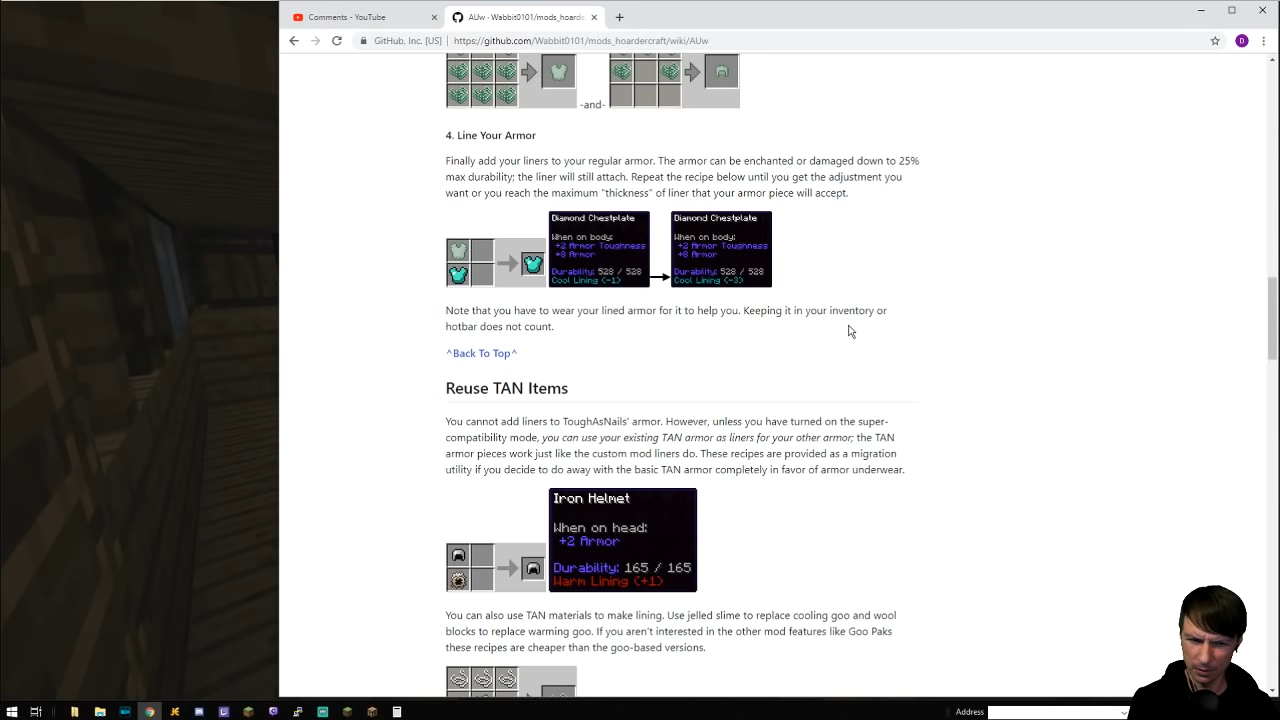 Comments - YouTube
AUw · Wabbit0101/mods_hoarde
GitHub, Inc. [US]
https://github.com/Wabbit0101/mods_hoardercraft/wiki/AUw
D
-and-
4. Line Your Armor
Finally add your liners to your regular armor. The armor can be enchanted or damaged down to 25%
max durability; the liner will still attach. Repeat the recipe below until you get the adjustment you
want or you reach the maximum "thickness" of liner that your armor piece will accept.
Diamond Chestplate
When on body:
+2 Armor Toughness
+8 Armor
Durability: 528 / 528
Cool Lining (-1)
Diamond Chestplate
When on body:
+2 Armor Toughness
+8 Armor
Durability: 528 / 528
Cool Lining (-3)
Note that you have to wear your lined armor for it to help you. Keeping it in your inventory or
hotbar does not count.
^Back To Top^
Reuse TAN Items
You cannot add liners to ToughAsNails' armor. However, unless you have turned on the super-
compatibility mode, you can use your existing TAN armor as liners for your other armor; the TAN
armor pieces work just like the custom mod liners do. These recipes are provided as a migration
utility if you decide to do away with the basic TAN armor completely in favor of armor underwear.
Iron Helmet
When on head:
+2 Armor
Durability: 165 / 165
Warm Lining (+1)
You can also use TAN materials to make lining. Use jelled slime to replace cooling goo and wool
blocks to replace warming goo. If you aren't interested in the other mod features like Goo Paks
these recipes are cheaper than the goo-based versions.
Address